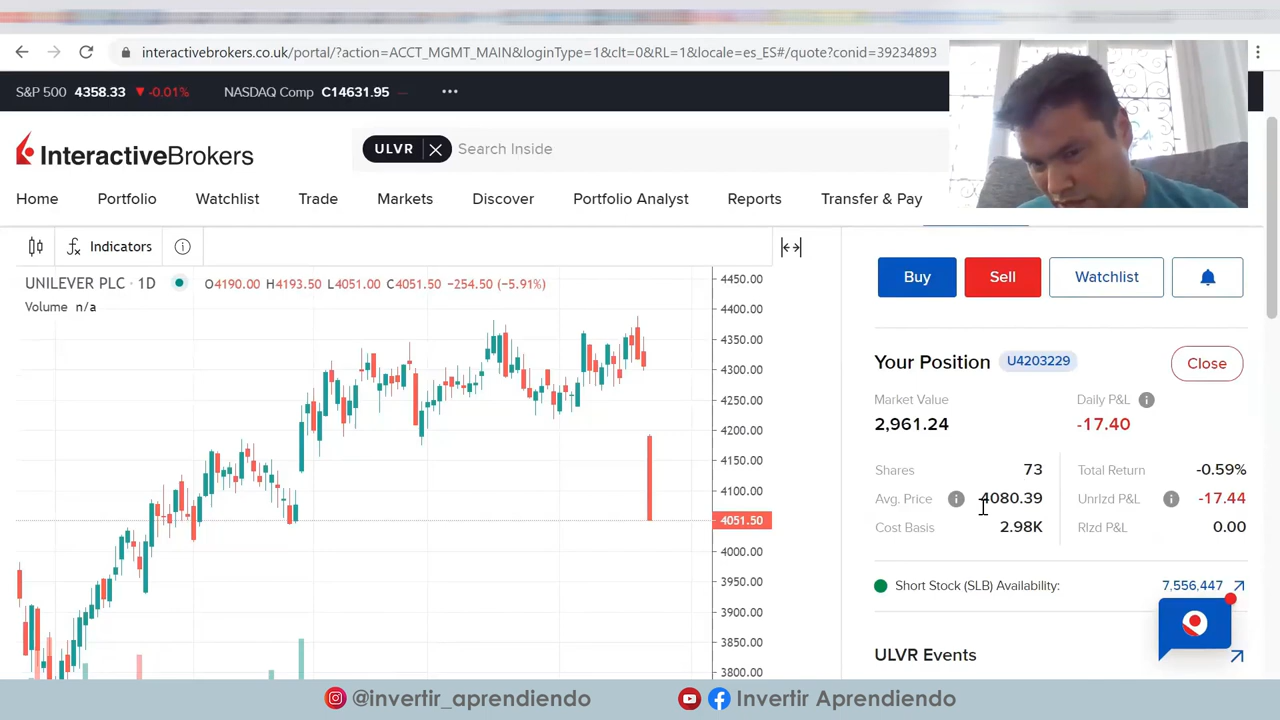 interactivebrokers.co.uk/portal/?action=ACCT_MGMT_MAIN&loginType=1&clt=0&RL=1&locale=es_ES#/quote?conid=39234893
S&P 500 4358.33 ▼-0.01% NASDAQ Comp C14631.95 — •••
InteractiveBrokers
ULVR Search Inside
Home Portfolio Watchlist Trade Markets Discover Portfolio Analyst Reports Transfer & Pay
Indicators
UNILEVER PLC · 1D O4190.00 H4193.50 L4051.00 C4051.50 -254.50 (-5.91%)
Volume n/a
4450.00
4400.00
4350.00
4300.00
4250.00
4200.00
4150.00
4100.00
4051.50
4000.00
3950.00
3900.00
3850.00
3800.00
Buy Sell Watchlist
Your Position U4203229 Close
Market Value Daily P&L
2,961.24 -17.40
Shares 73 Total Return -0.59%
Avg. Price 4080.39 Unrlzd P&L -17.44
Cost Basis 2.98K Rlzd P&L 0.00
Short Stock (SLB) Availability: 7,556,447
ULVR Events
@invertir_aprendiendo Invertir Aprendiendo